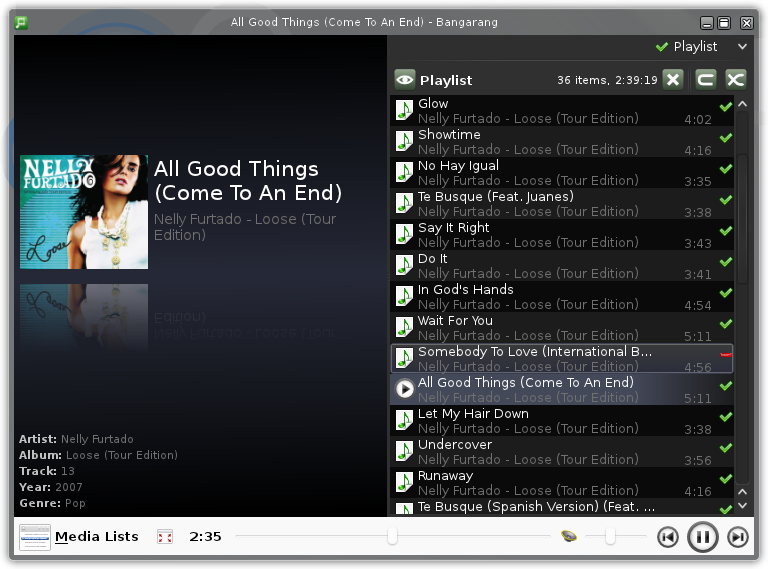 All Good Things (Come To An End) - Bangarang
Playlist
Playlist
36 items, 2:39:19
NELLY
FURTADO
Loose
All Good Things
(Come To An End)
Nelly Furtado - Loose (Tour
Edition)
Artist: Nelly Furtado
Album: Loose (Tour Edition)
Track: 13
Year: 2007
Genre: Pop
Glow
Nelly Furtado - Loose (Tour Edition) 4:02
Showtime
Nelly Furtado - Loose (Tour Edition) 4:16
No Hay Igual
Nelly Furtado - Loose (Tour Edition) 3:35
Te Busque (Feat. Juanes)
Nelly Furtado - Loose (Tour Edition) 3:38
Say It Right
Nelly Furtado - Loose (Tour Edition) 3:43
Do It
Nelly Furtado - Loose (Tour Edition) 3:41
In God's Hands
Nelly Furtado - Loose (Tour Edition) 4:54
Wait For You
Nelly Furtado - Loose (Tour Edition) 5:11
Somebody To Love (International B...
Nelly Furtado - Loose (Tour Edition) 4:56
All Good Things (Come To An End)
Nelly Furtado - Loose (Tour Edition) 5:11
Let My Hair Down
Nelly Furtado - Loose (Tour Edition) 3:38
Undercover
Nelly Furtado - Loose (Tour Edition) 3:56
Runaway
Nelly Furtado - Loose (Tour Edition) 4:16
Te Busque (Spanish Version) (Feat. ...
Media Lists
2:35